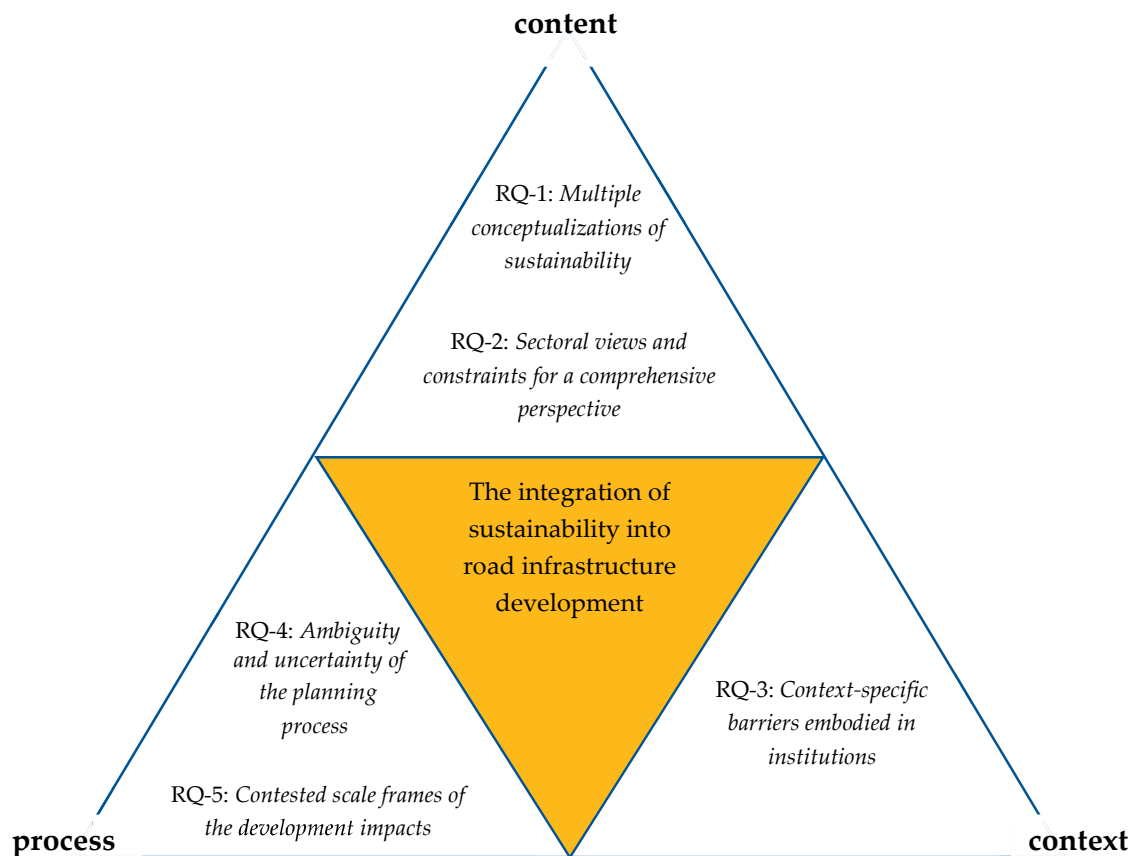 content
RQ-1: Multiple
conceptualizations of
sustainability
RQ-2: Sectoral views and
constraints for a comprehensive
perspective
The integration of
sustainability into
road infrastructure
development
RQ-4: Ambiguity
and uncertainty of
the planning
process
RQ-3: Context-specific
barriers embodied in
institutions
RQ-5: Contested scale frames of
the development impacts
process
context